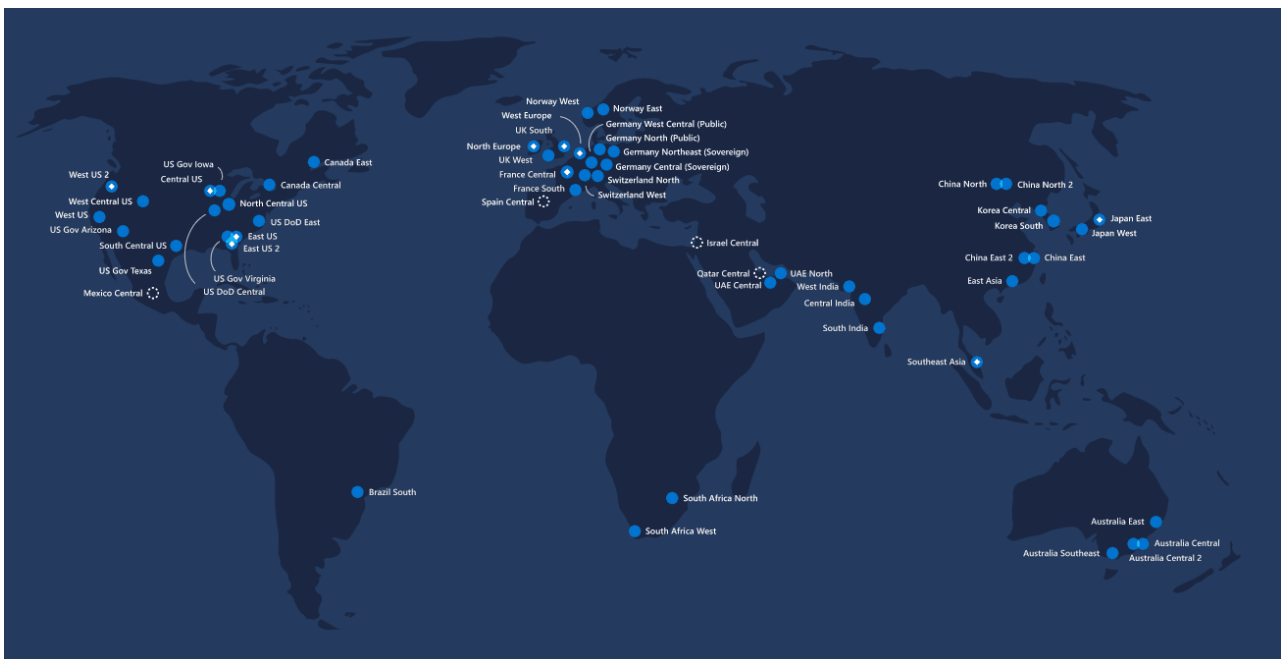 Norway West
Norway East
West Europe
Germany West Central (Public)
UK South
Germany North (Public)
North Europe
Germany Northeast (Sovereign)
UK West
Germany Central (Sovereign)
France Central
Switzerland North
France South
Switzerland West
Spain Central
US Gov Iowa
Canada East
West US 2
Central US
Canada Central
West Central US
North Central US
West US
US DoD East
US Gov Arizona
East US
South Central US
East US 2
US Gov Texas
US Gov Virginia
Mexico Central
US DoD Central
Israel Central
Qatar Central
UAE North
UAE Central
West India
Central India
South India
China North
China North 2
Korea Central
Japan East
Korea South
Japan West
China East 2
China East
East Asia
Southeast Asia
Brazil South
South Africa North
South Africa West
Australia East
Australia Central
Australia Southeast
Australia Central 2